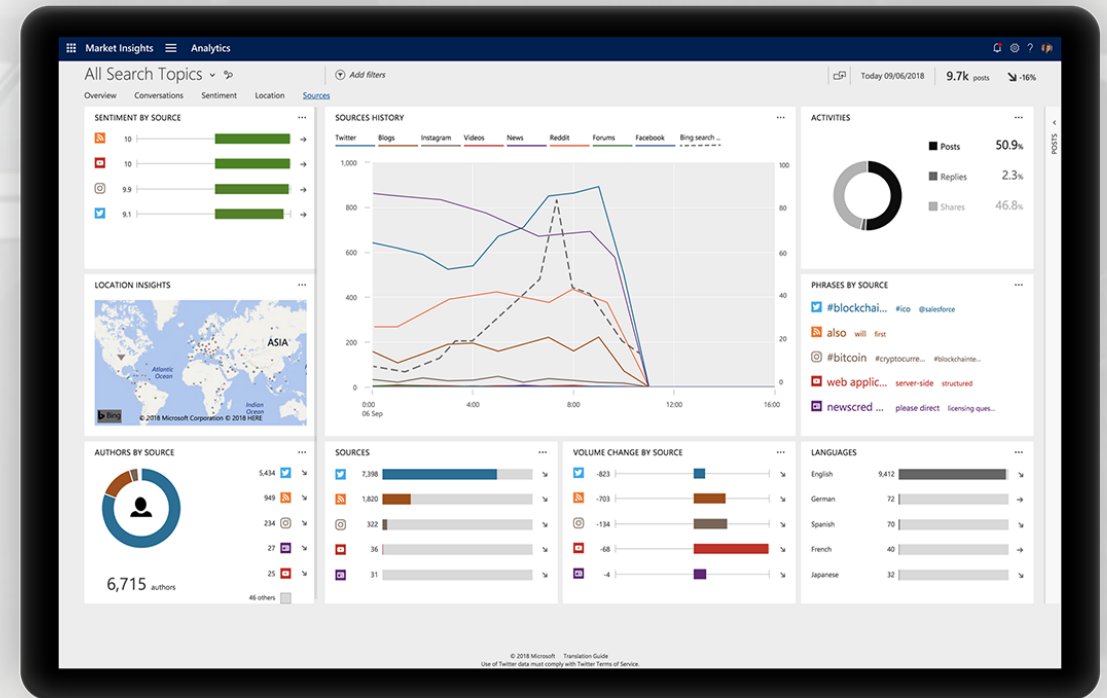 Market Insights Analytics
All Search Topics
Add filters
Today 09/06/2018 9.7k posts -16%
Overview Conversations Sentiment Location Sources
SENTIMENT BY SOURCE ...
10
10
9.9
9.1
SOURCES HISTORY ...
Twitter Blogs Instagram Videos News Reddit Forums Facebook Bing search ...
1,000
800
600
400
200
0
100
80
60
40
20
0
0:00 4:00 8:00 12:00 16:00
06 Sep
ACTIVITIES ...
Posts 50.9%
Replies 2.3%
Shares 46.8%
POSTS
LOCATION INSIGHTS ...
ASIA
Atlantic
Ocean
Indian
Ocean
Bing
© 2018 Microsoft Corporation © 2018 HERE
PHRASES BY SOURCE ...
#blockchai... #ico @salesforce
also will first
#bitcoin #cryptocurre... #blockchainte...
web applic... server-side structured
newscred ... please direct licensing ques...
AUTHORS BY SOURCE ...
5,434
949
234
27
25
46 others
6,715 authors
SOURCES ...
7,398
1,820
322
36
31
VOLUME CHANGE BY SOURCE ...
-823
-703
-134
-68
-4
LANGUAGES ...
English 9,412
German 72
Spanish 70
French 40
Japanese 32
© 2018 Microsoft Translation Guide
Use of Twitter data must comply with Twitter Terms of Service.